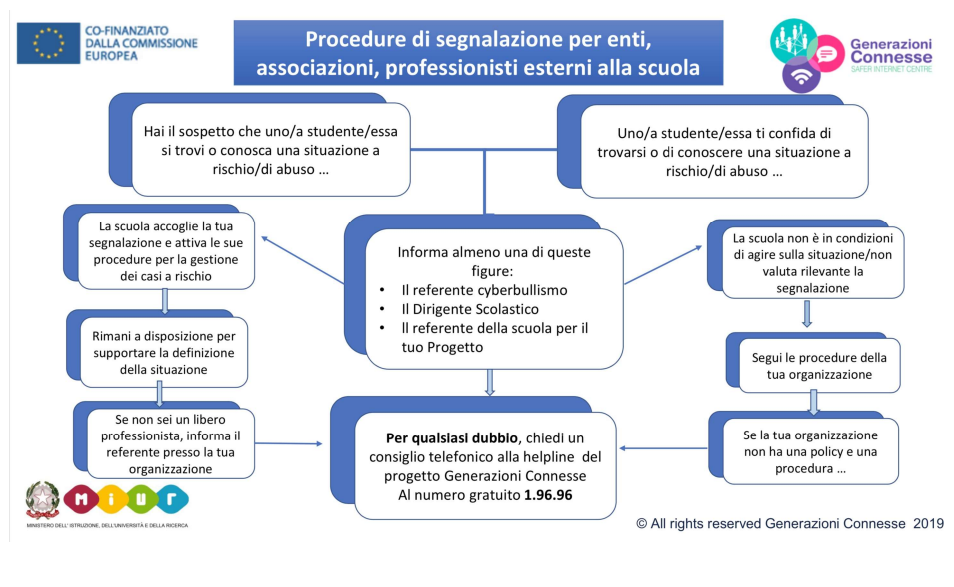 CO-FINANZIATO
DALLA COMMISSIONE
EUROPEA
Procedure di segnalazione per enti,
associazioni, professionisti esterni alla scuola
Generazioni
Connesse
SAFER INTERNET CENTRE
Hai il sospetto che uno/a studente/essa
si trovi o conosca una situazione a
rischio/di abuso ...
Uno/a studente/essa ti confida di
trovarsi o di conoscere una situazione a
rischio/di abuso ...
La scuola accoglie la tua
segnalazione e attiva le sue
procedure per la gestione
dei casi a rischio
Informa almeno una di queste
figure:
• Il referente cyberbullismo
• Il Dirigente Scolastico
• Il referente della scuola per il
tuo Progetto
La scuola non è in condizioni
di agire sulla situazione/non
valuta rilevante la
segnalazione
Rimani a disposizione per
supportare la definizione
della situazione
Segui le procedure della
tua organizzazione
Se non sei un libero
professionista, informa il
referente presso la tua
organizzazione
Per qualsiasi dubbio, chiedi un
consiglio telefonico alla helpline del
progetto Generazioni Connesse
Al numero gratuito 1.96.96
Se la tua organizzazione
non ha una policy e una
procedura ...
miur
MINISTERO DELL' ISTRUZIONE, DELL'UNIVERSITÀ E DELLA RICERCA
© All rights reserved Generazioni Connesse 2019